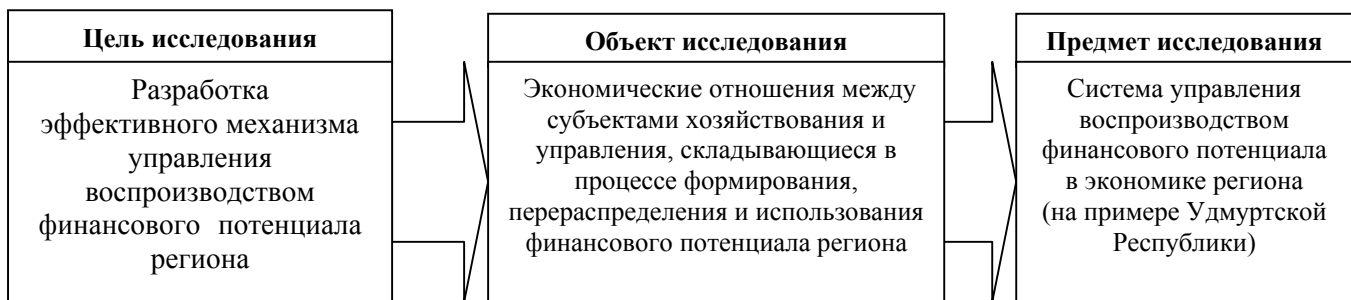 Цель исследования
Разработка
эффективного механизма
управления
воспроизводством
финансового потенциала
региона
Объект исследования
Экономические отношения между
субъектами хозяйствования и
управления, складывающиеся в
процессе формирования,
перераспределения и использования
финансового потенциала региона
Предмет исследования
Система управления
воспроизводством
финансового потенциала
в экономике региона
(на примере Удмуртской
Республики)